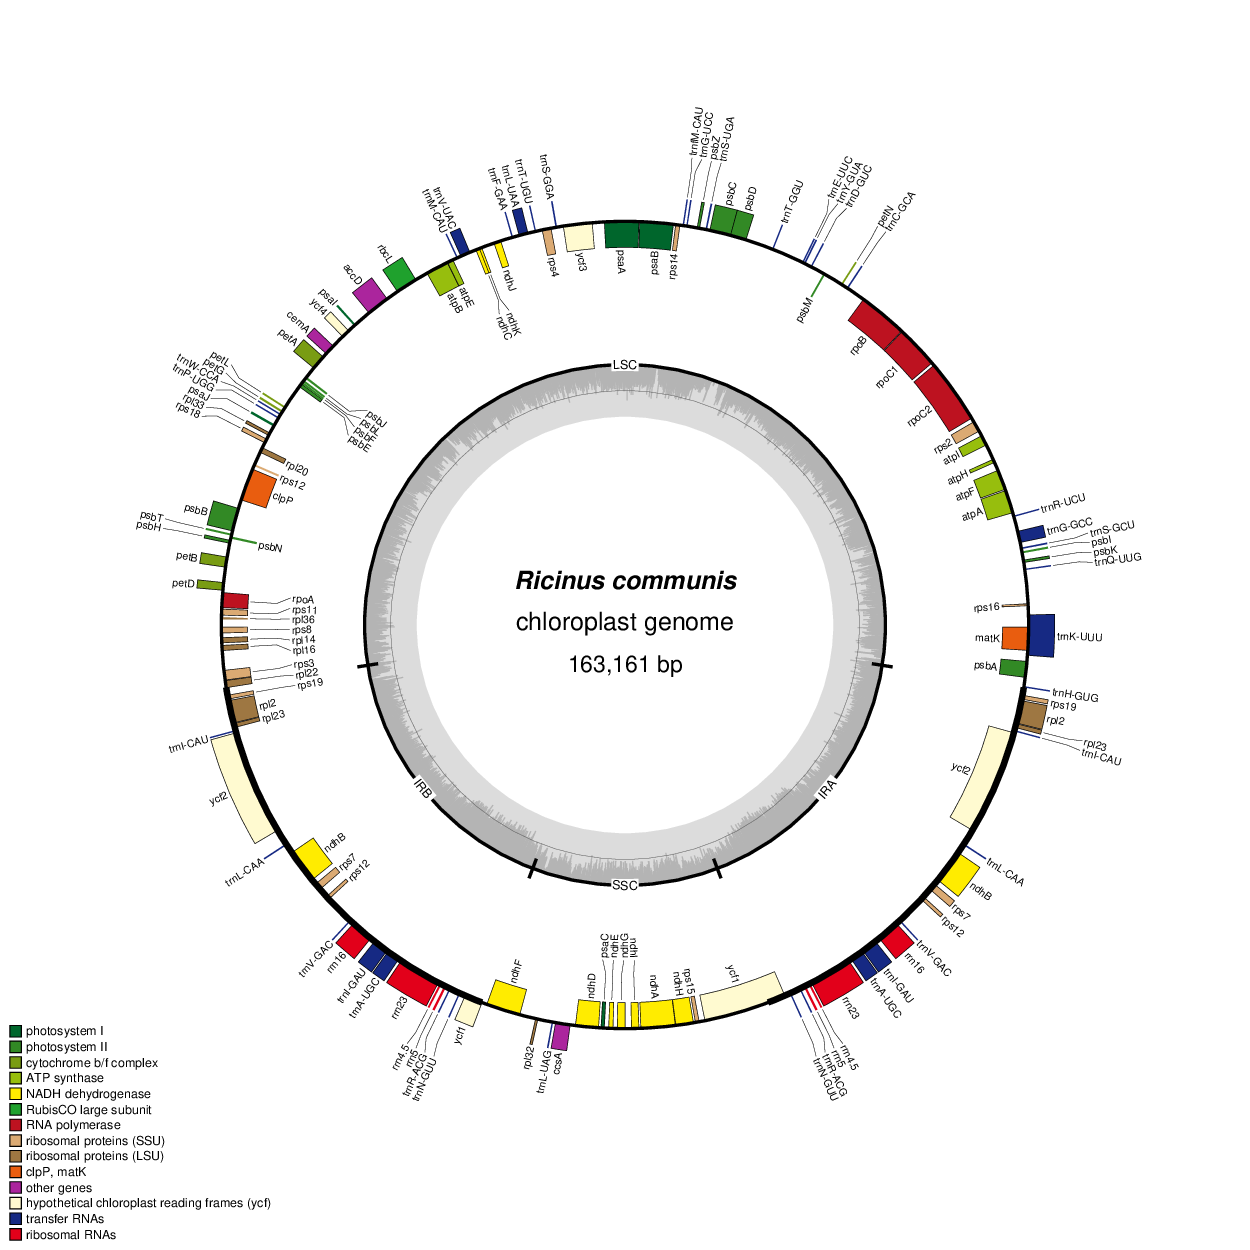 trnfM-CAU
trnG-UCC
psbZ
trnS-UGA
psbC
psbD
trnT-GGU
trnE-UUC
trnY-GUA
trnD-GUC
petN
trnC-GCA
psbM
rpoB
rpoC1
rpoC2
rps2
atpI
atpH
atpF
atpA
trnR-UCU
trnG-GCC
trnS-GCU
psbI
psbK
trnQ-UUG
rps16
matK
trnK-UUU
psbA
trnH-GUG
rps19
rpl2
rpl23
trnI-CAU
ycf2
trnL-CAA
ndhB
rps7
rps12
trnV-GAC
rrn16
trnI-GAU
trnA-UGC
rrn23
rrn4.5
rrn5
trnR-ACG
trnN-GUU
ycf1
rps15
ndhH
ndhA
ndhI
ndhG
ndhE
psaC
ndhD
ccsA
trnL-UAG
rpl32
ndhF
ycf1
trnN-GUU
trnR-ACG
rrn5
rrn4.5
rrn23
trnA-UGC
trnI-GAU
rrn16
trnV-GAC
rps12
rps7
ndhB
trnL-CAA
ycf2
trnI-CAU
rpl23
rpl2
rps19
rpl22
rps3
rpl16
rpl14
rps8
rpl36
rps11
rpoA
petD
petB
psbN
psbH
psbT
psbB
clpP
rps12
rpl20
rps18
rpl33
psaJ
trnP-UGG
trnW-CCA
petG
petL
psbE
psbF
psbL
psbJ
petA
cemA
ycf4
psaI
accD
rbcL
atpB
atpE
trnM-CAU
trnV-UAC
ndhC
ndhK
ndhJ
trnF-GAA
trnL-UAA
trnT-UGU
trnS-GGA
rps4
ycf3
psaA
psaB
rps14
LSC
IRB
IRA
SSC
Ricinus communis
chloroplast genome
163,161 bp
photosystem I
photosystem II
cytochrome b/f complex
ATP synthase
NADH dehydrogenase
RubisCO large subunit
RNA polymerase
ribosomal proteins (SSU)
ribosomal proteins (LSU)
clpP, matK
other genes
hypothetical chloroplast reading frames (ycf)
transfer RNAs
ribosomal RNAs